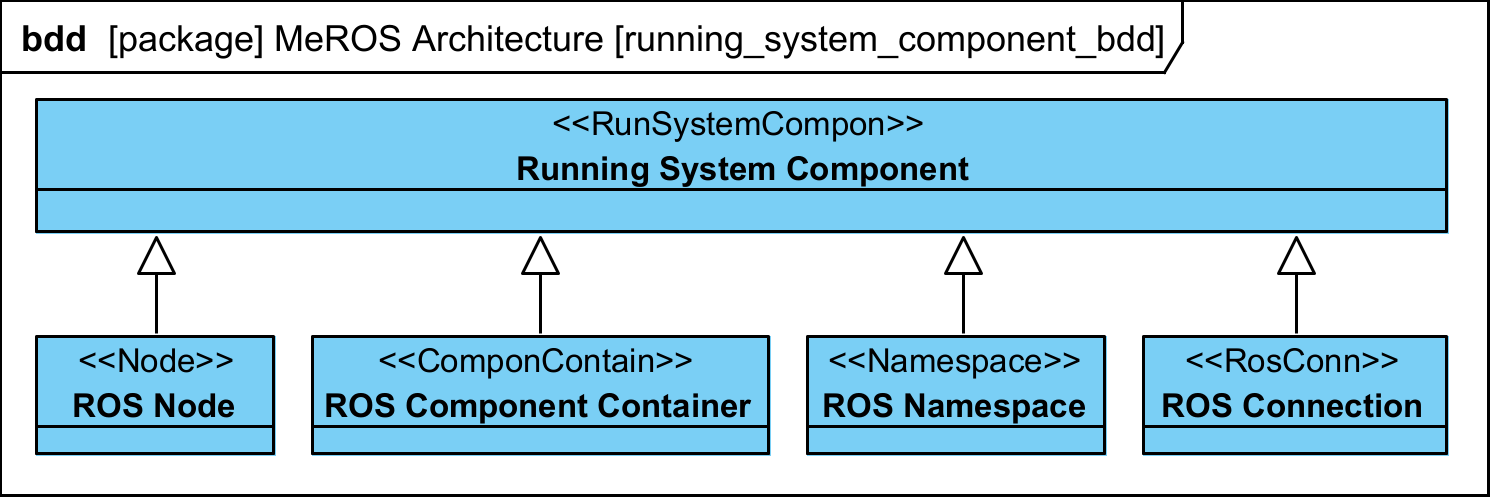 bdd [package] MeROS Architecture [running_system_component_bdd]
<<RunSystemCompon>>
Running System Component
<<Node>>
ROS Node
<<ComponContain>>
ROS Component Container
<<Namespace>>
ROS Namespace
<<RosConn>>
ROS Connection